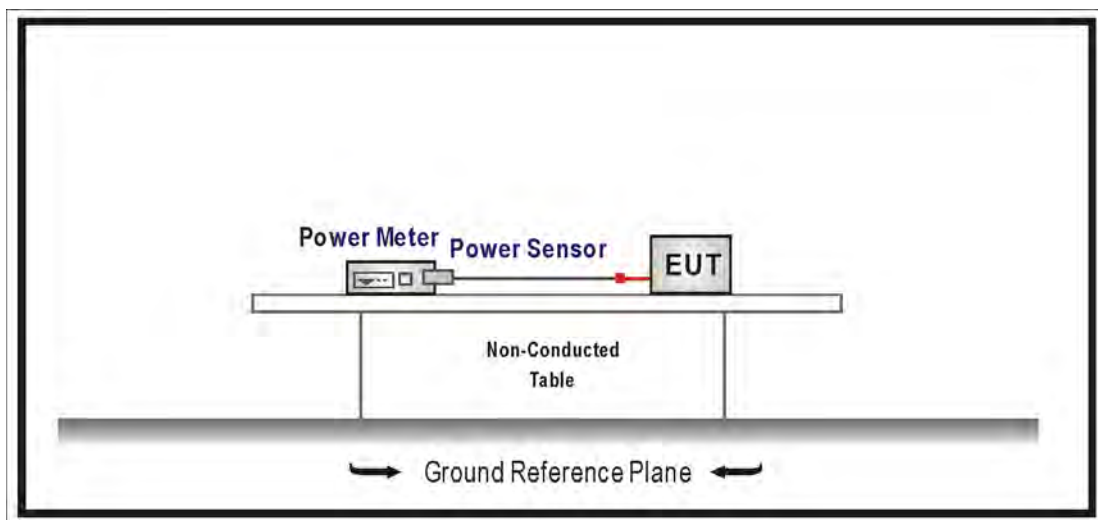 Power Meter
Power Sensor
EUT
Non-Conducted
Table
Ground Reference Plane